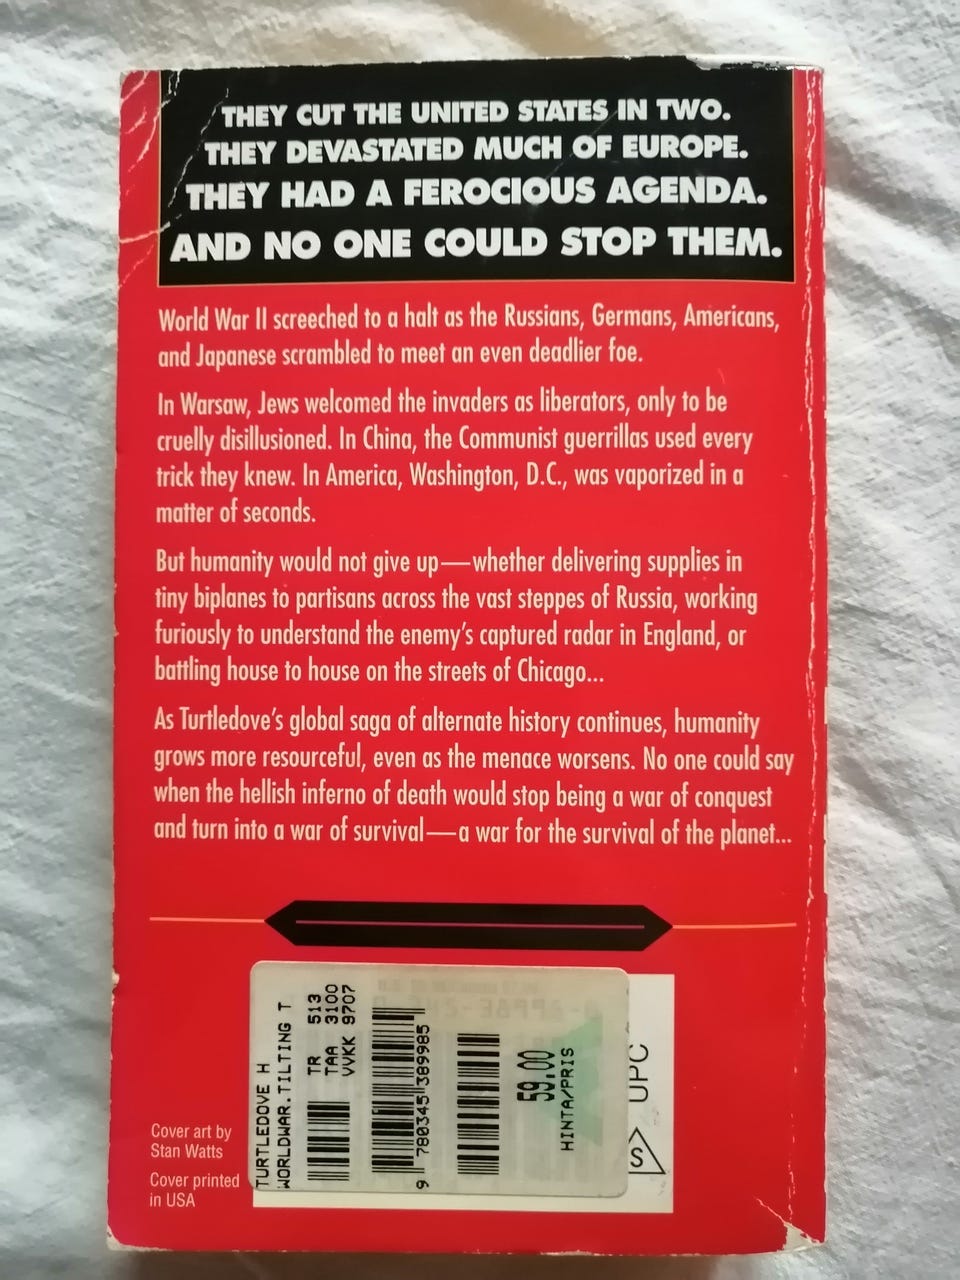 THEY CUT THE UNITED STATES IN TWO.
THEY DEVASTATED MUCH OF EUROPE.
THEY HAD A FEROCIOUS AGENDA.
AND NO ONE COULD STOP THEM.
World War II screeched to a halt as the Russians, Germans, Americans,
and Japanese scrambled to meet an even deadlier foe.
In Warsaw, Jews welcomed the invaders as liberators, only to be
cruelly disillusioned. In China, the Communist guerrillas used every
trick they knew. In America, Washington, D.C., was vaporized in a
matter of seconds.
But humanity would not give up—whether delivering supplies in
tiny biplanes to partisans across the vast steppes of Russia, working
furiously to understand the enemy's captured radar in England, or
battling house to house on the streets of Chicago...
As Turtledove's global saga of alternate history continues, humanity
grows more resourceful, even as the menace worsens. No one could say
when the hellish inferno of death would stop being a war of conquest
and turn into a war of survival—a war for the survival of the planet...
TURTLEDOVE H
WORLDWAR.TILTING T
TR 513
TAA 3100
VVKK 9707
9 780345 389985
59.00
HINTA/PRIS
UPC
S
Cover art by
Stan Watts
Cover printed
in USA